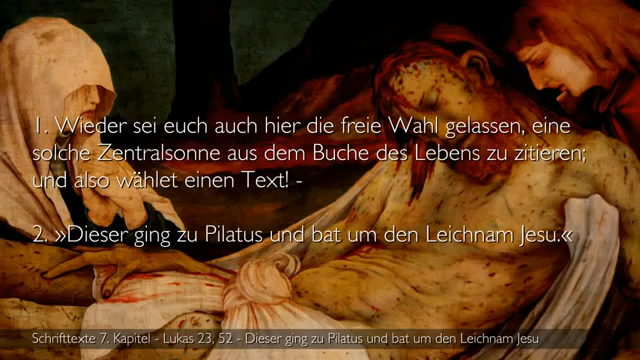 1. Wieder sei euch auch hier die freie Wahl gelassen, eine
solche Zentralsonne aus dem Buche des Lebens zu zitieren;
und also wählet einen Text! -
2. »Dieser ging zu Pilatus und bat um den Leichnam Jesu.«
Schrifttexte 7. Kapitel - Lukas 23, 52 - Dieser ging zu Pilatus und bat um den Leichnam Jesu